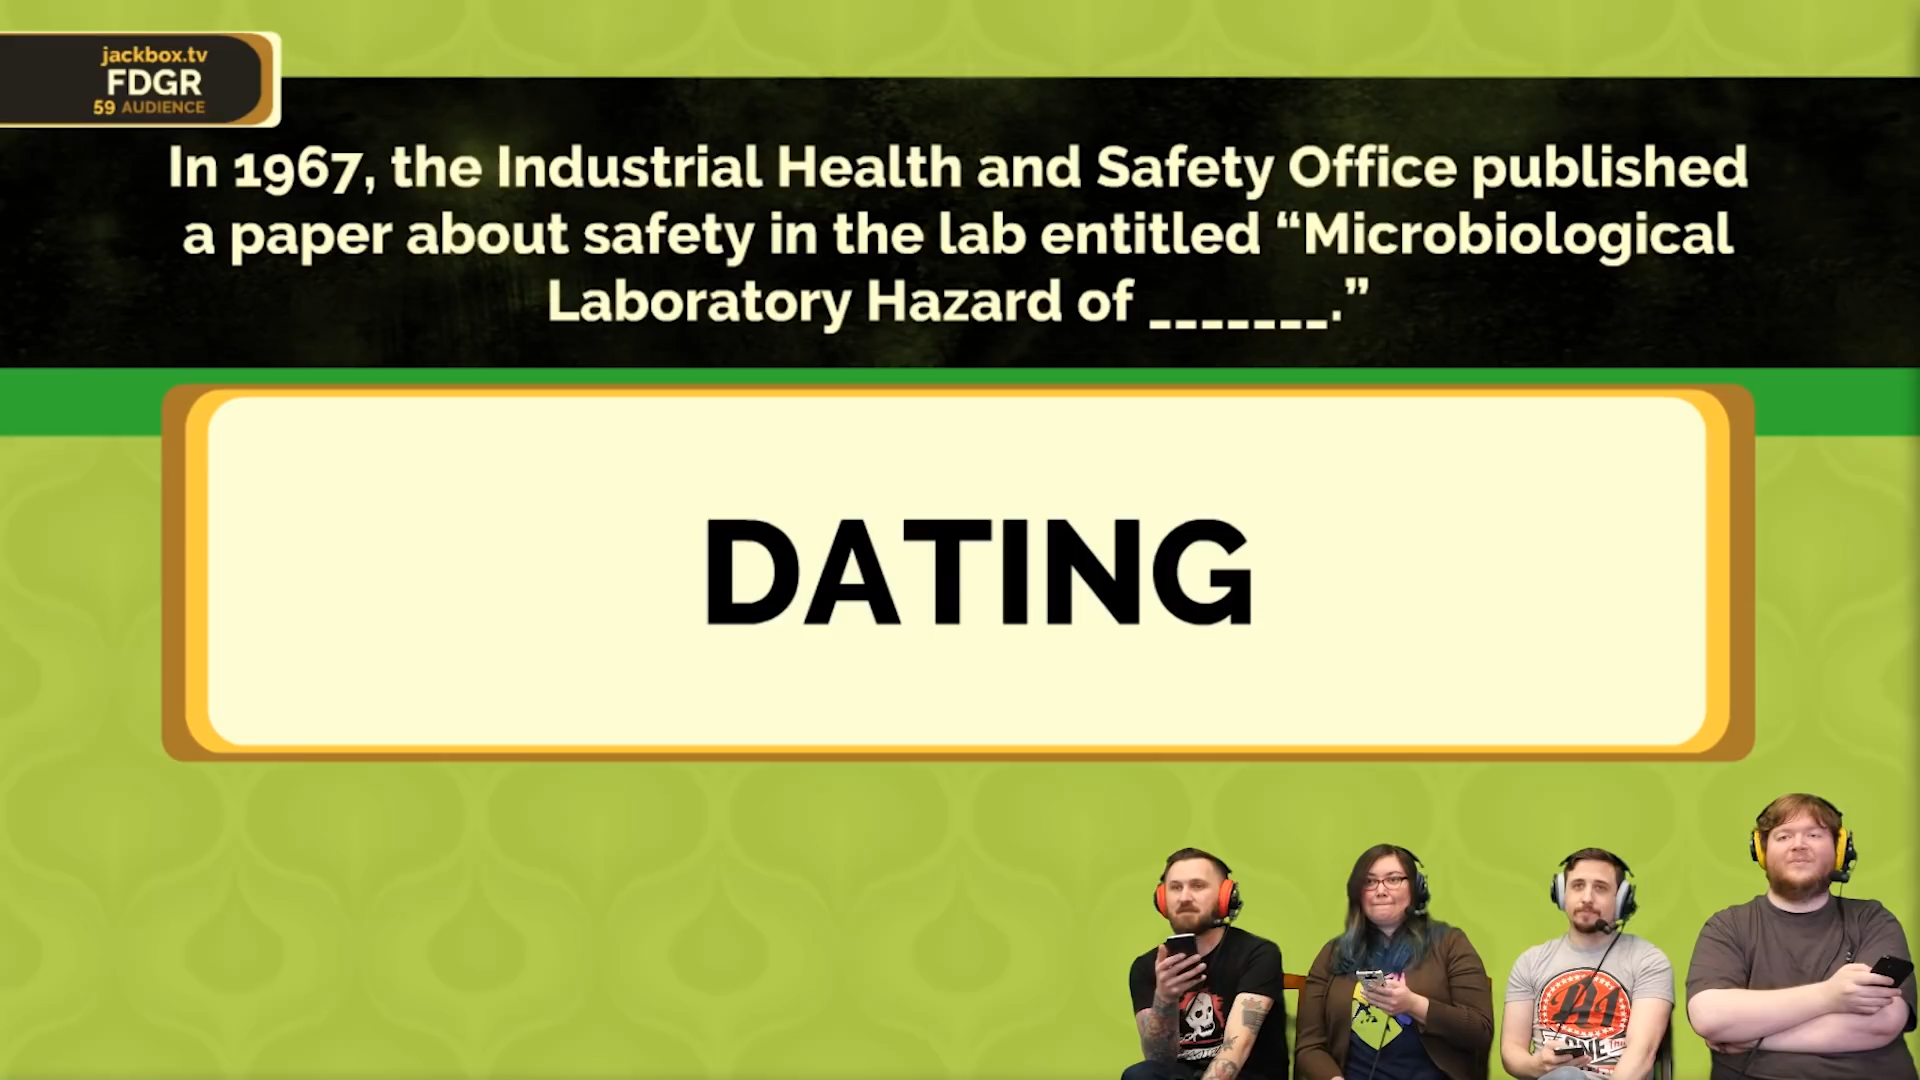 jackbox.tv
FDGR
59 AUDIENCE
In 1967, the Industrial Health and Safety Office published
a paper about safety in the lab entitled “Microbiological
Laboratory Hazard of _______.”
DATING
H1